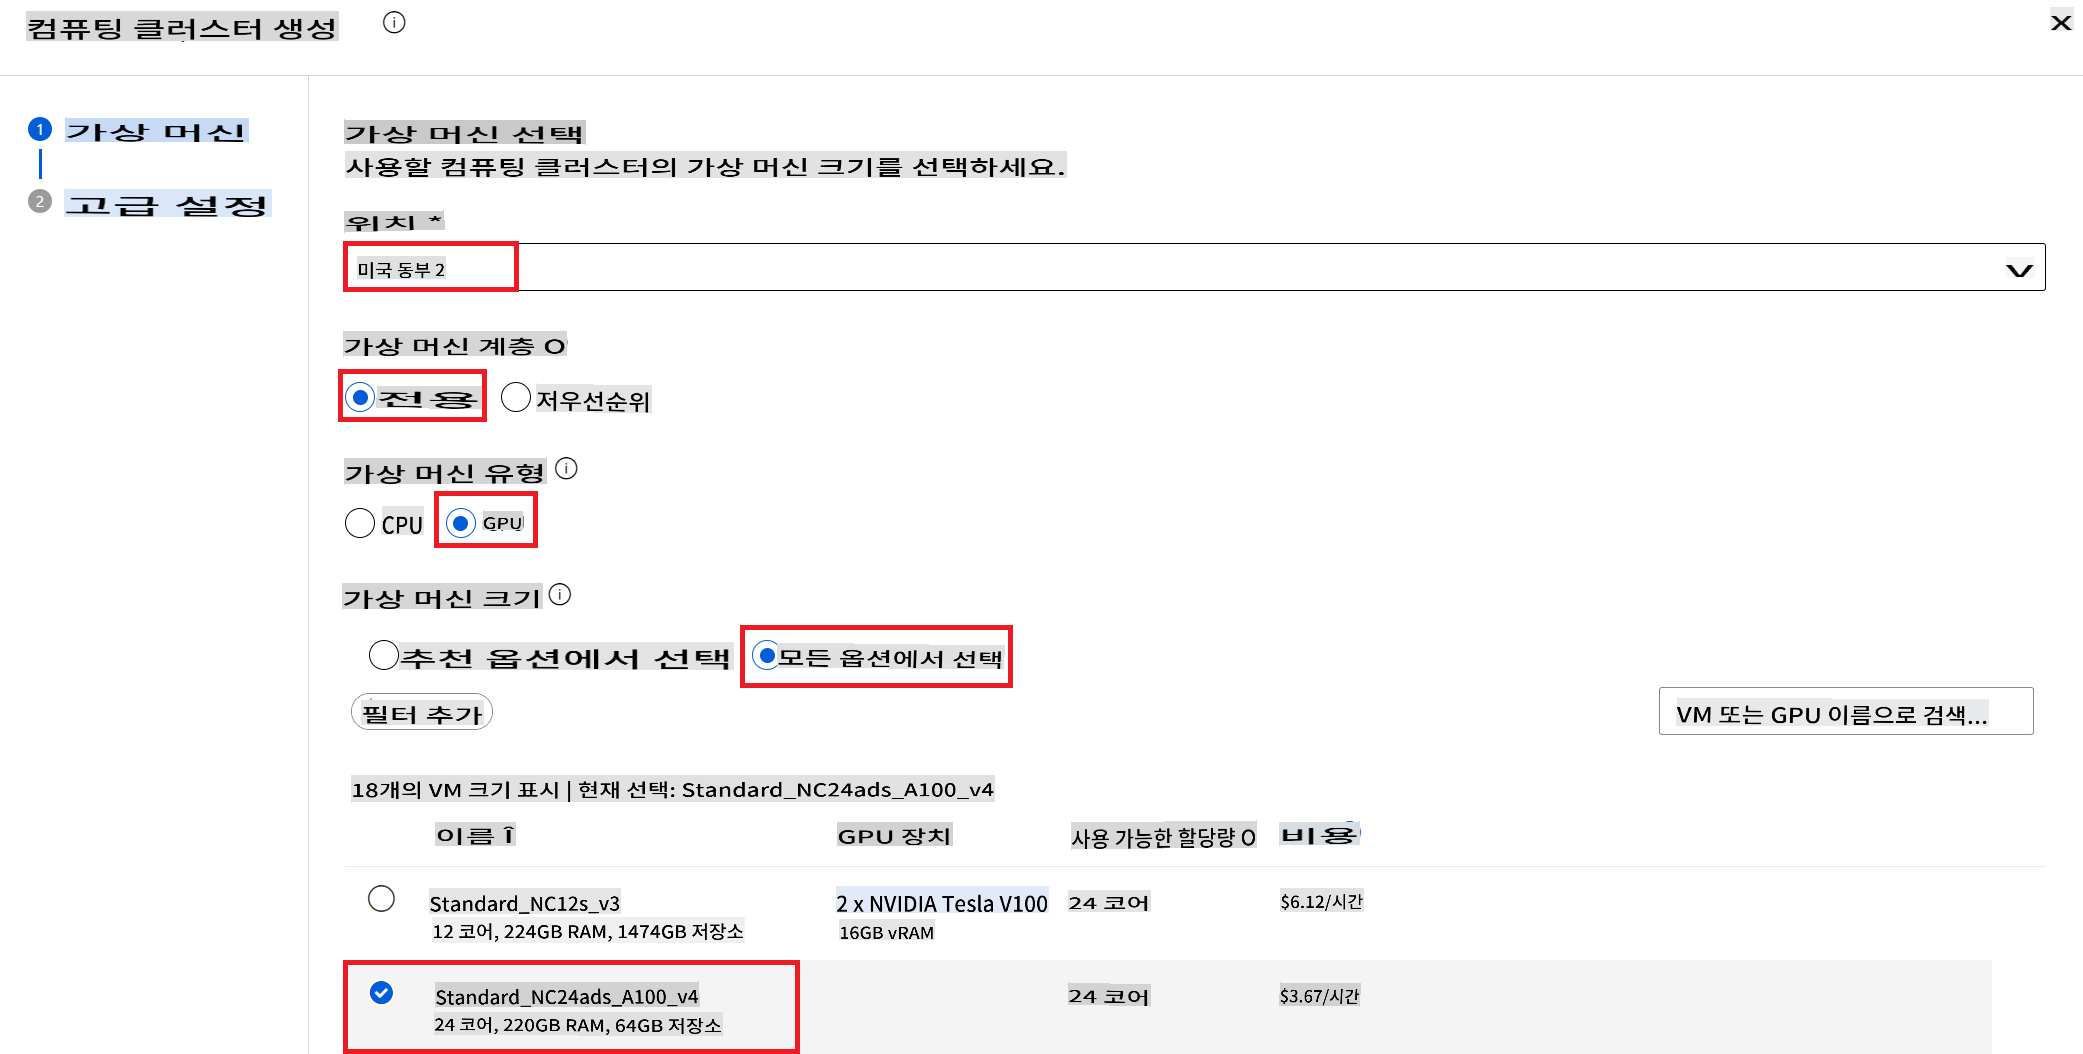 컴퓨팅 클러스터 생성
1 가상 머신
2 고급 설정
가상 머신 선택
사용할 컴퓨팅 클러스터의 가상 머신 크기를 선택하세요.
위치 *
미국 동부 2
가상 머신 계층 O
전용 저우선순위
가상 머신 유형
CPU GPU
가상 머신 크기
추천 옵션에서 선택 모든 옵션에서 선택
필터 추가 VM 또는 GPU 이름으로 검색...
18개의 VM 크기 표시 | 현재 선택: Standard_NC24ads_A100_v4
이름 GPU 장치 사용 가능한 할당량 O 비용
Standard_NC12s_v3 2 x NVIDIA Tesla V100 24 코어 $6.12/시간
12 코어, 224GB RAM, 1474GB 저장소 16GB vRAM
Standard_NC24ads_A100_v4 24 코어 $3.67/시간
24 코어, 220GB RAM, 64GB 저장소